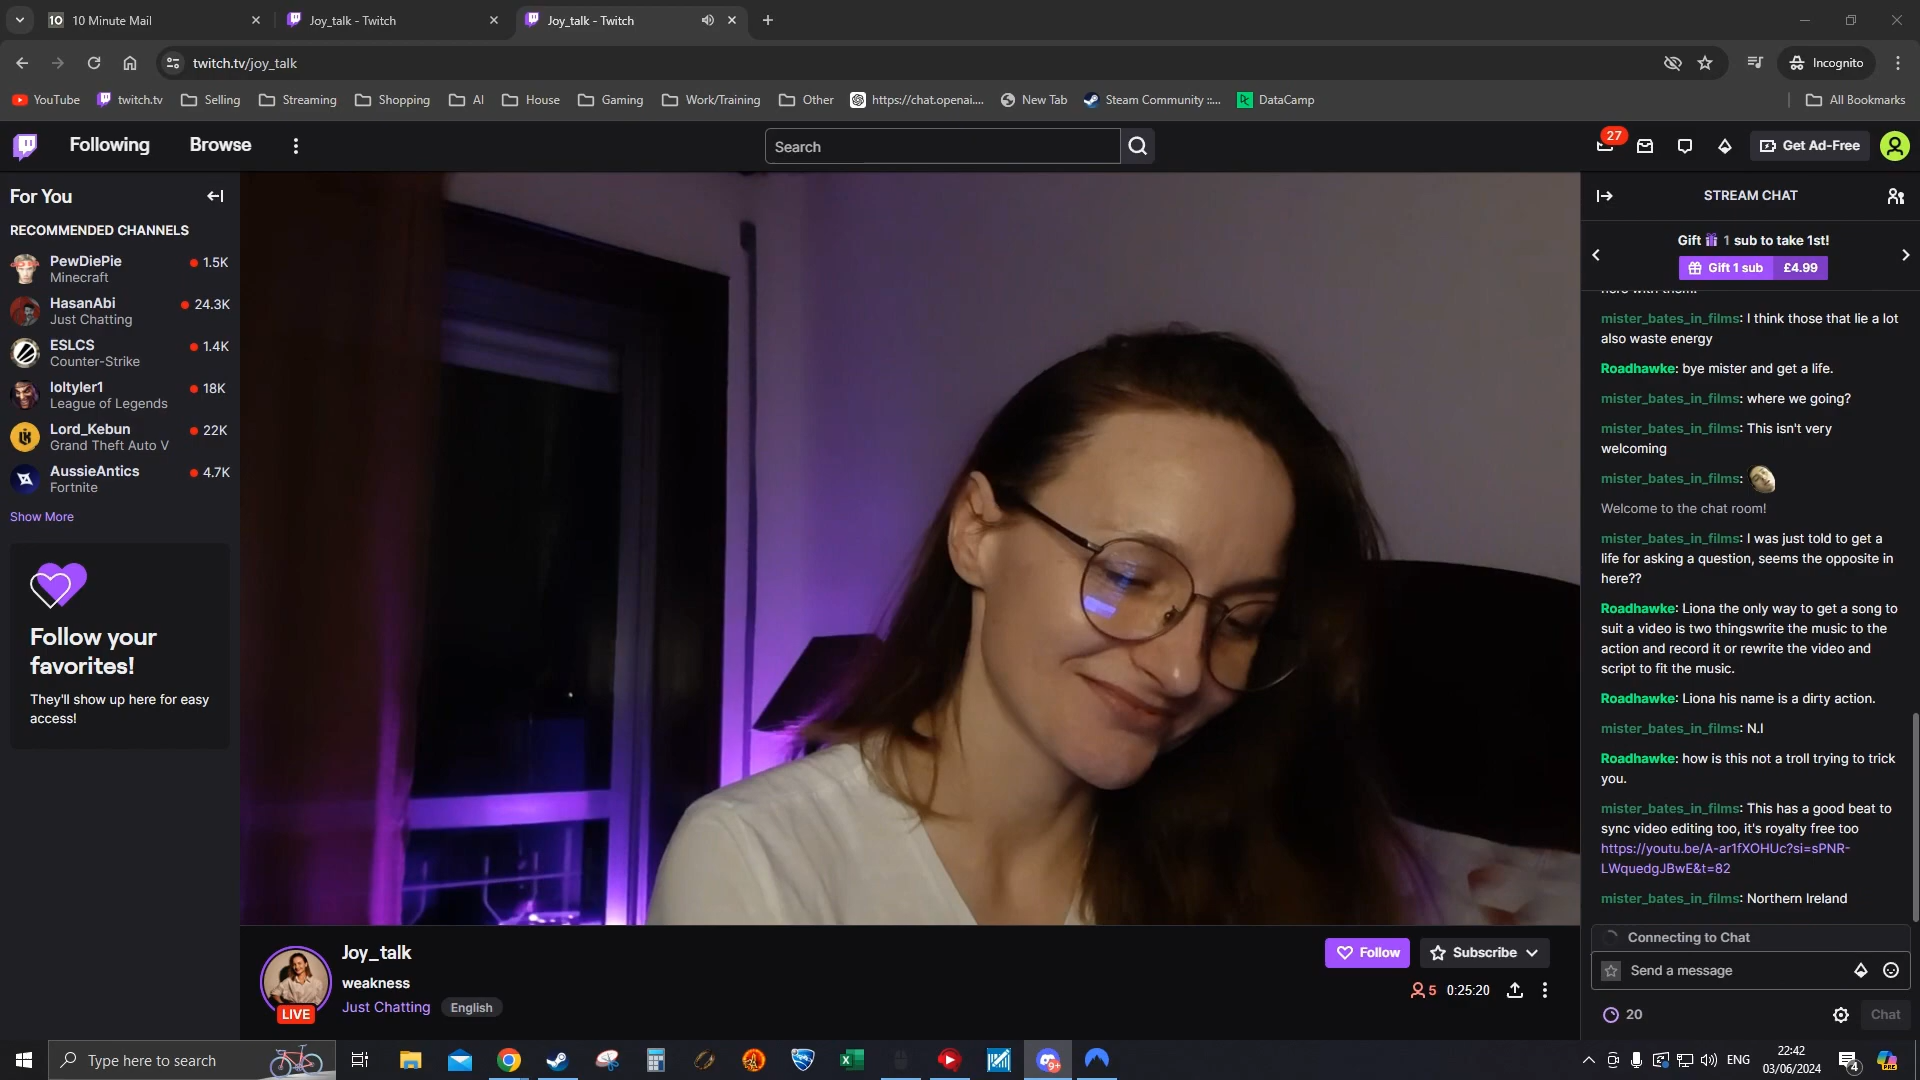 10 Minute Mail
Joy_talk - Twitch
Joy_talk - Twitch
twitch.tv/joy_talk
Incognito
YouTube
twitch.tv
Selling
Streaming
Shopping
AI
House
Gaming
Work/Training
Other
https://chat.openai....
New Tab
Steam Community ::...
DataCamp
All Bookmarks
Following
Browse
Search
27
Get Ad-Free
For You
RECOMMENDED CHANNELS
PewDiePie
1.5K
Minecraft
HasanAbi
24.3K
Just Chatting
ESLCS
1.4K
Counter-Strike
loltyler1
18K
League of Legends
Lord_Kebun
22K
Grand Theft Auto V
AussieAntics
4.7K
Fortnite
Show More
Follow your
favorites!
They'll show up here for easy
access!
STREAM CHAT
Gift 1 sub to take 1st!
Gift 1 sub £4.99
mister_bates_in_films: I think those that lie a lot
also waste energy
Roadhawke: bye mister and get a life.
mister_bates_in_films: where we going?
mister_bates_in_films: This isn't very
welcoming
mister_bates_in_films:
Welcome to the chat room!
mister_bates_in_films: I was just told to get a
life for asking a question, seems the opposite in
here??
Roadhawke: Liona the only way to get a song to
suit a video is two thingswrite the music to the
action and record it or rewrite the video and
script to fit the music.
Roadhawke: Liona his name is a dirty action.
mister_bates_in_films: N.I
Roadhawke: how is this not a troll trying to trick
you.
mister_bates_in_films: This has a good beat to
sync video editing too, it's royalty free too
https://youtu.be/A-ar1fXOHUc?si=sPNR-
LWquedgJBwE&t=82
mister_bates_in_films: Northern Ireland
Connecting to Chat
Send a message
20
Chat
Joy_talk
weakness
Just Chatting
English
LIVE
Follow
Subscribe
5
0:25:20
Type here to search
9+
ENG
22:42
03/06/2024
4